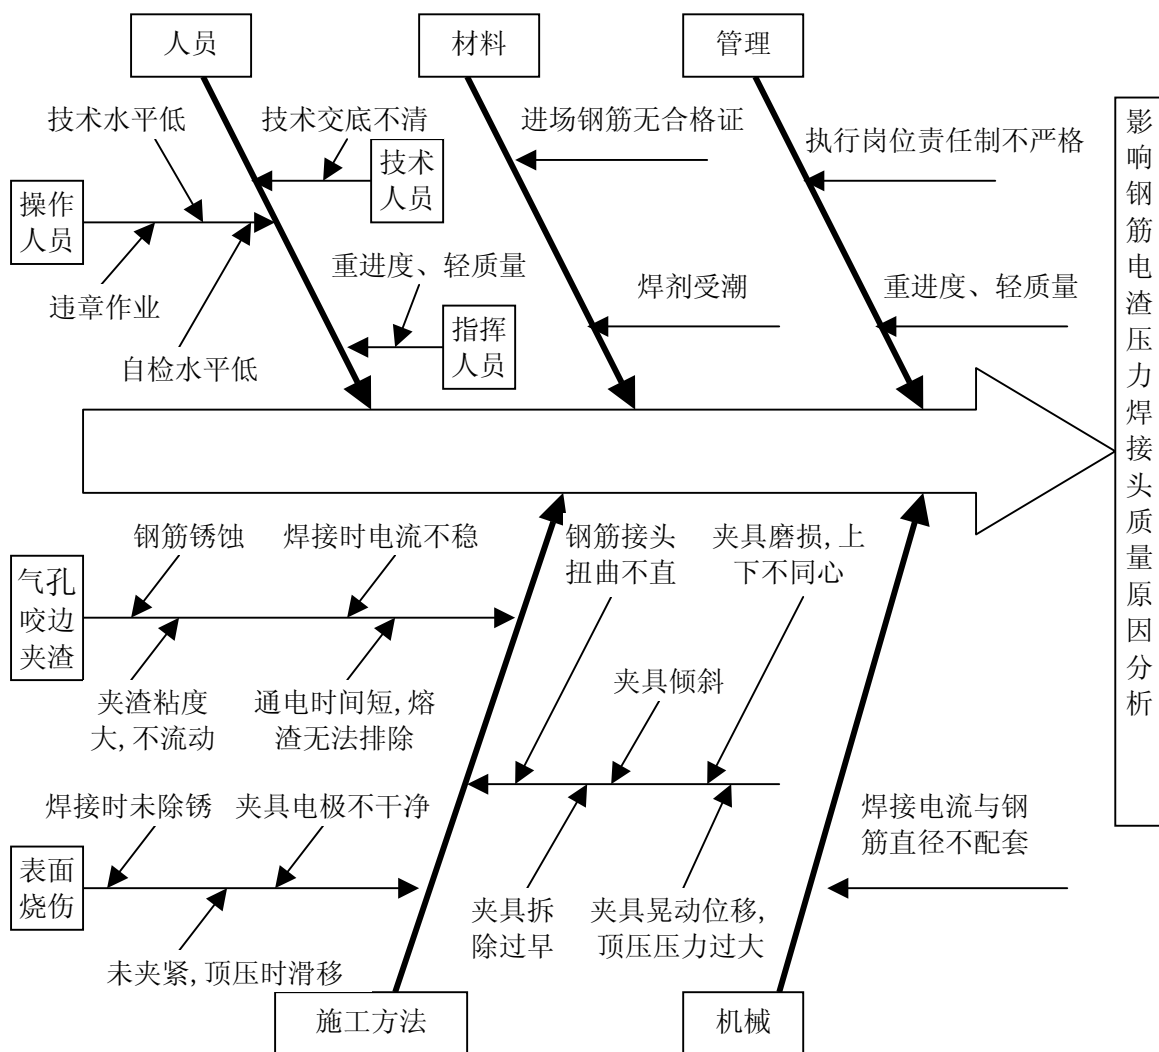 人员
材料
管理
技术水平低
技术交底不清
进场钢筋无合格证
执行岗位责任制不严格
技术
人员
操作
人员
违章作业
自检水平低
重进度、轻质量
指挥
人员
焊剂受潮
重进度、轻质量
影响钢筋电渣压力焊接头质量原因分析
钢筋锈蚀
焊接时电流不稳
钢筋接头
扭曲不直
夹具磨损,上
下不同心
气孔
咬边
夹渣
夹渣粘度
大,不流动
通电时间短,熔
渣无法排除
夹具倾斜
焊接时未除锈
夹具电极不干净
焊接电流与钢
筋直径不配套
表面
烧伤
未夹紧,顶压时滑移
夹具拆
除过早
夹具晃动位移,
顶压压力过大
施工方法
机械